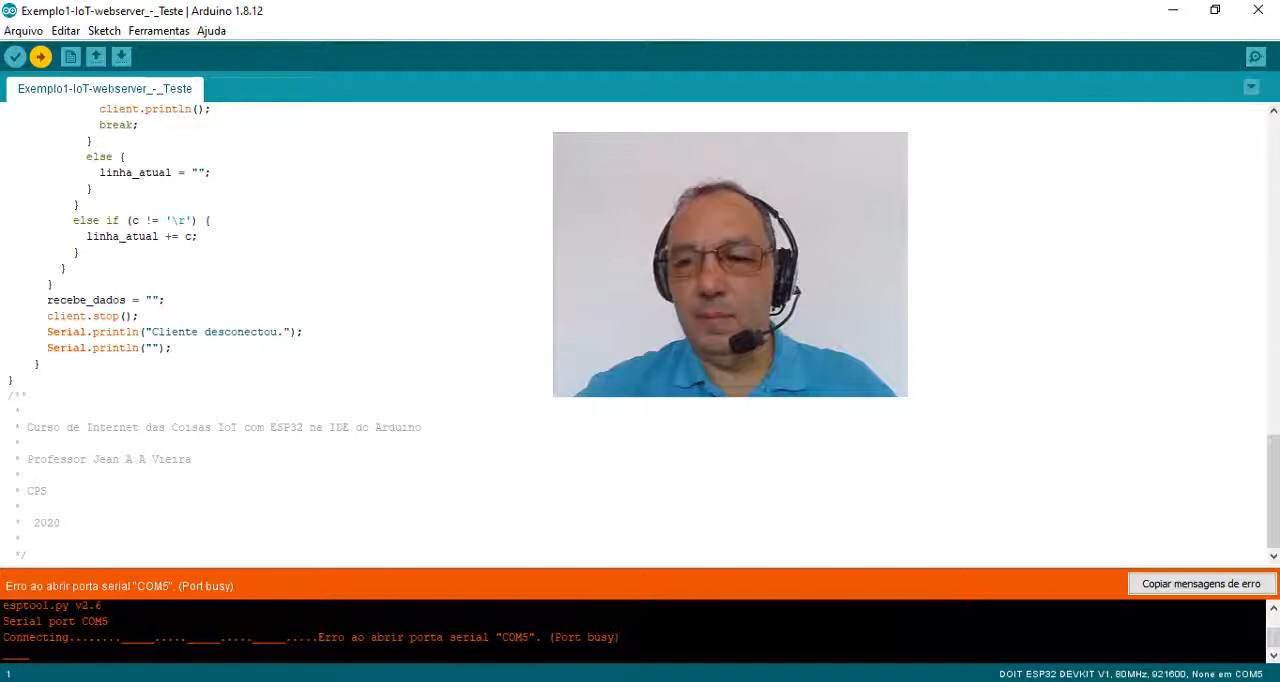 Exemplo1-IoT-webserver_-_Teste | Arduino 1.8.12
Arquivo Editar Sketch Ferramentas Ajuda
Exemplo1-IoT-webserver_-_Teste
client.println();
break;
}
else {
linha_atual = "";
}
}
else if (c != '\r') {
linha_atual += c;
}
}
}
recebe_dados = "";
client.stop();
Serial.println("Cliente desconectou.");
Serial.println("");
}
}
/**
*
* Curso de Internet das Coisas IoT com ESP32 na IDE do Arduino
*
* Professor Jean A A Vieira
*
* CPS
*
* 2020
*
*/
Erro ao abrir porta serial "COM5". (Port busy)
Copiar mensagens de erro
esptool.py v2.6
Serial port COM5
Connecting........_____....._____....._____.....Erro ao abrir porta serial "COM5". (Port busy)
____
1
DOIT ESP32 DEVKIT V1, 80MHz, 921600, None em COM5